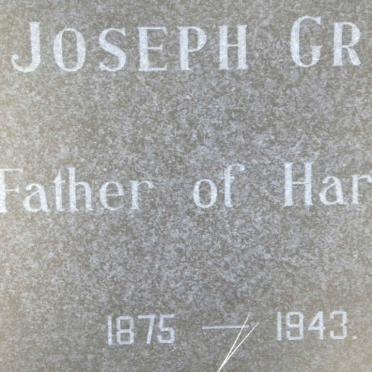 JOSEPH GR
Father of Har
1875 — 1943.